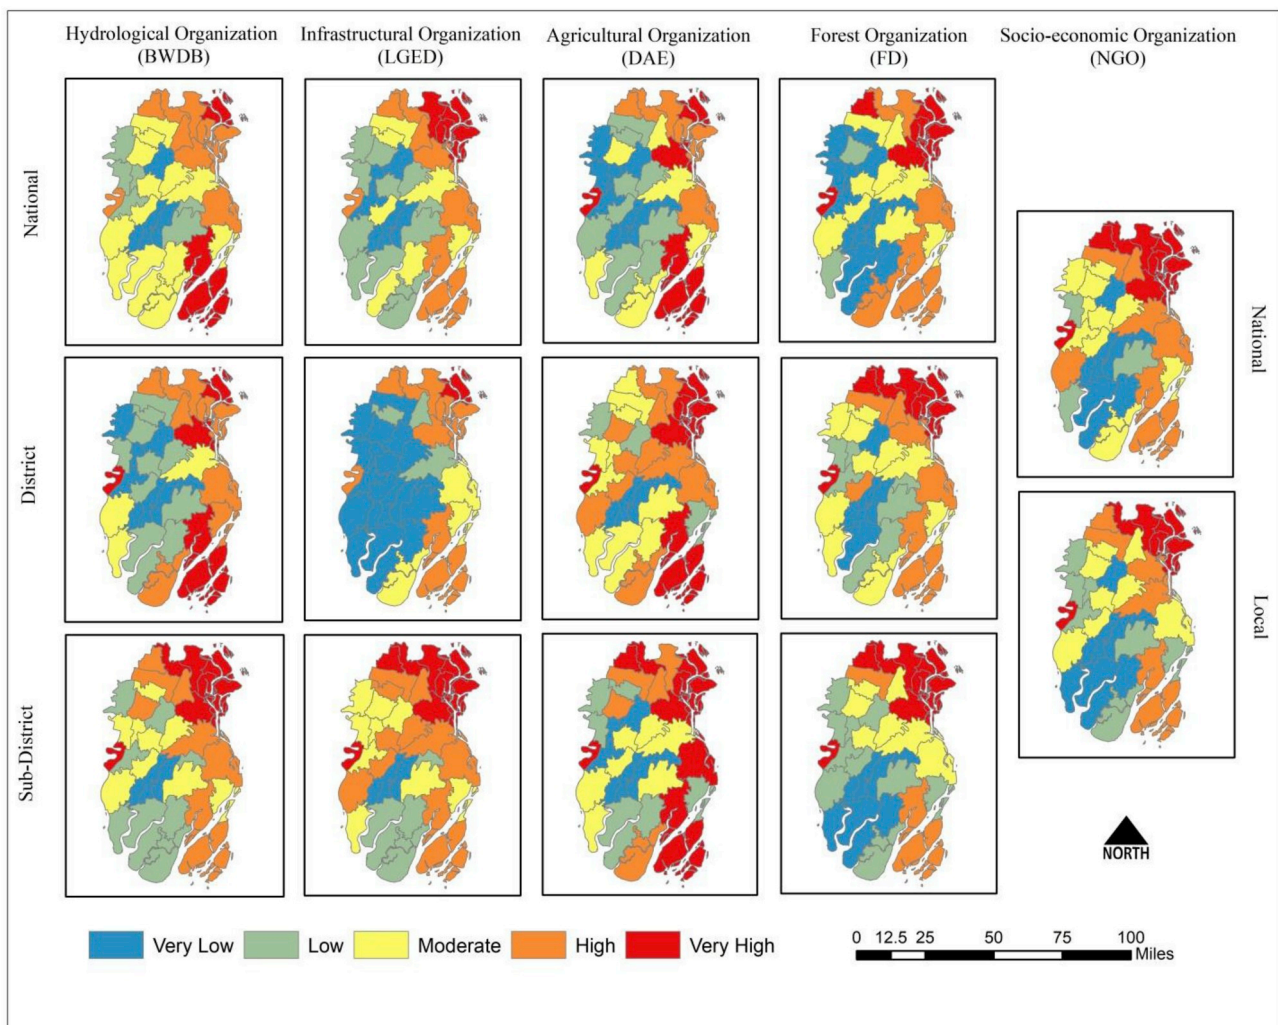 Hydrological Organization
(BWDB)
Infrastructural Organization
(LGED)
Agricultural Organization
(DAE)
Forest Organization
(FD)
Socio-economic Organization
(NGO)
National
District
Sub-District
National
Local
NORTH
Very Low
Low
Moderate
High
Very High
0 12.5 25 50 75 100
Miles